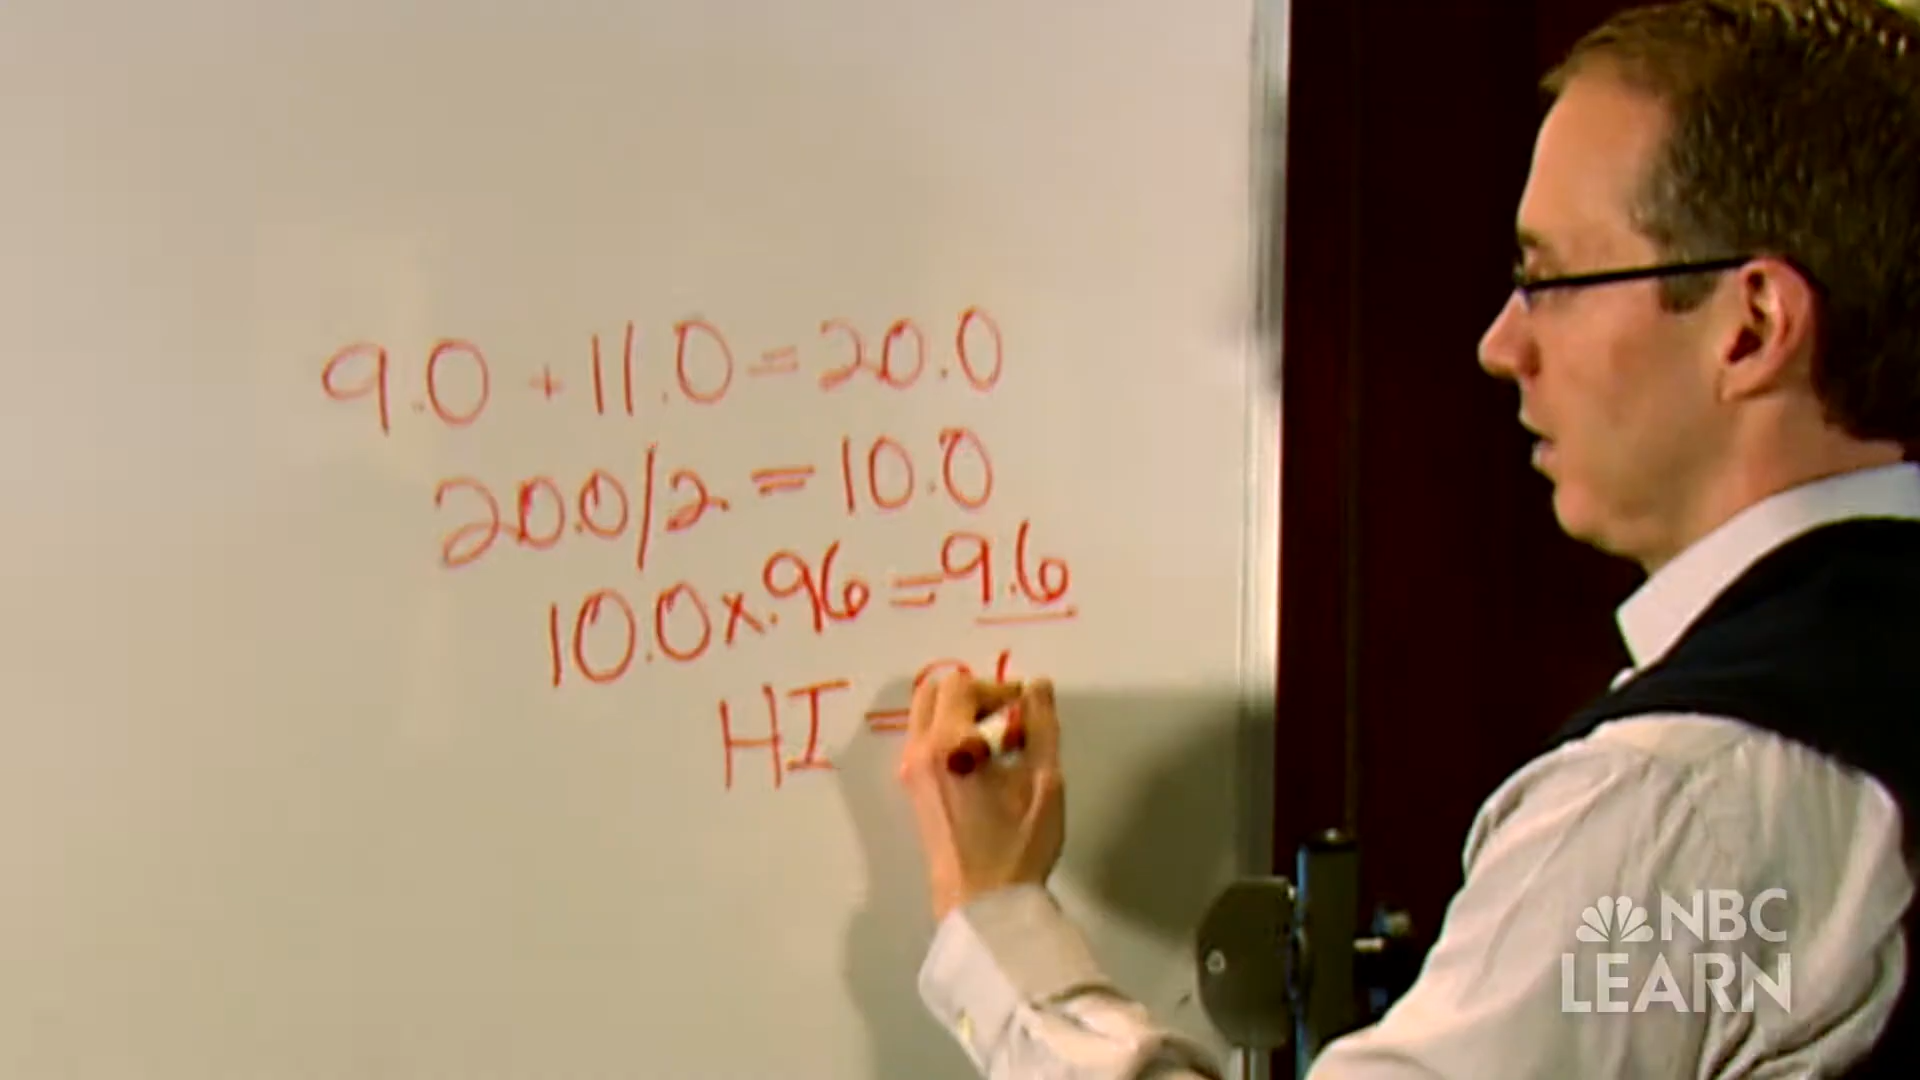 9.0 + 11.0 = 20.0
20.0/2 = 10.0
10.0 x .96 = 9.6
HI =
NBC
LEARN